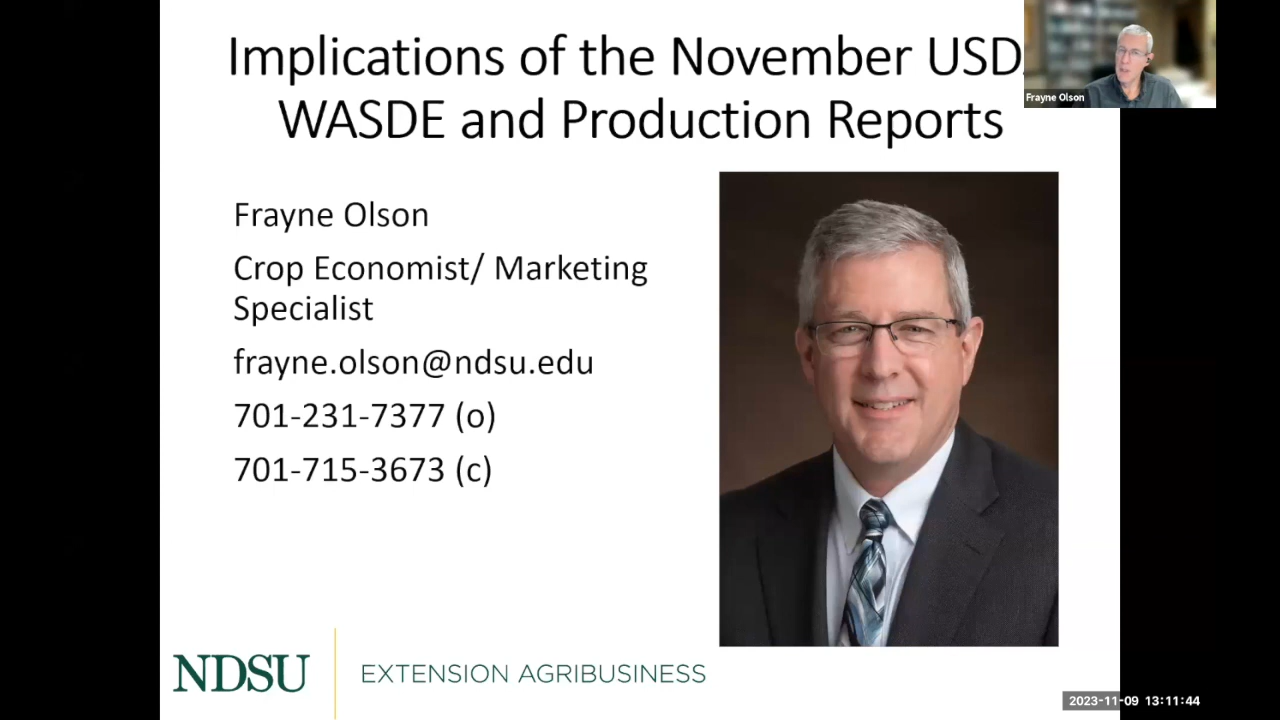 Implications of the November USD
WASDE and Production Reports
Frayne Olson
Frayne Olson
Crop Economist/ Marketing
Specialist
frayne.olson@ndsu.edu
701-231-7377 (o)
701-715-3673 (c)
NDSU
EXTENSION AGRIBUSINESS
2023-11-09 13:11:44